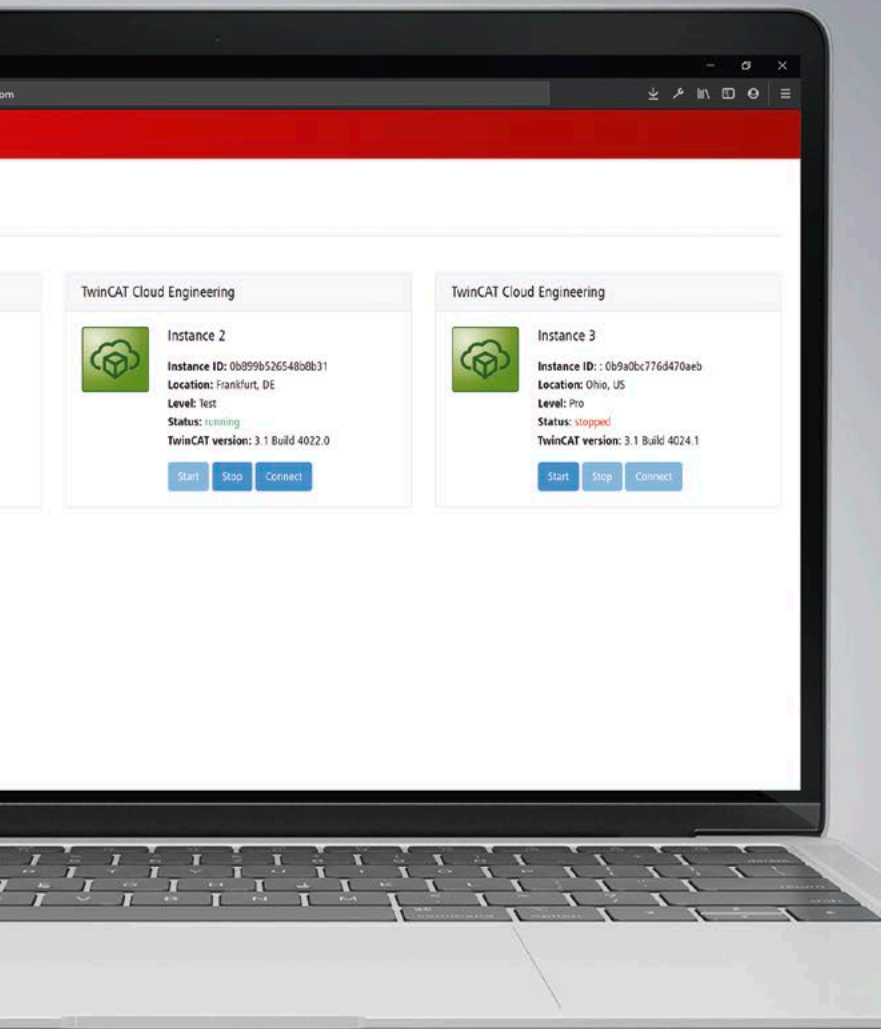 om
TwinCAT Cloud Engineering
Instance 2
Instance ID: 0b899b526548b8b31
Location: Frankfurt, DE
Level: Test
Status: running
TwinCAT version: 3.1 Build 4022.0
Start Stop Connect
TwinCAT Cloud Engineering
Instance 3
Instance ID: : 0b9a0bc776d470aeb
Location: Ohio, US
Level: Pro
Status: stopped
TwinCAT version: 3.1 Build 4024.1
Start Stop Connect
command option